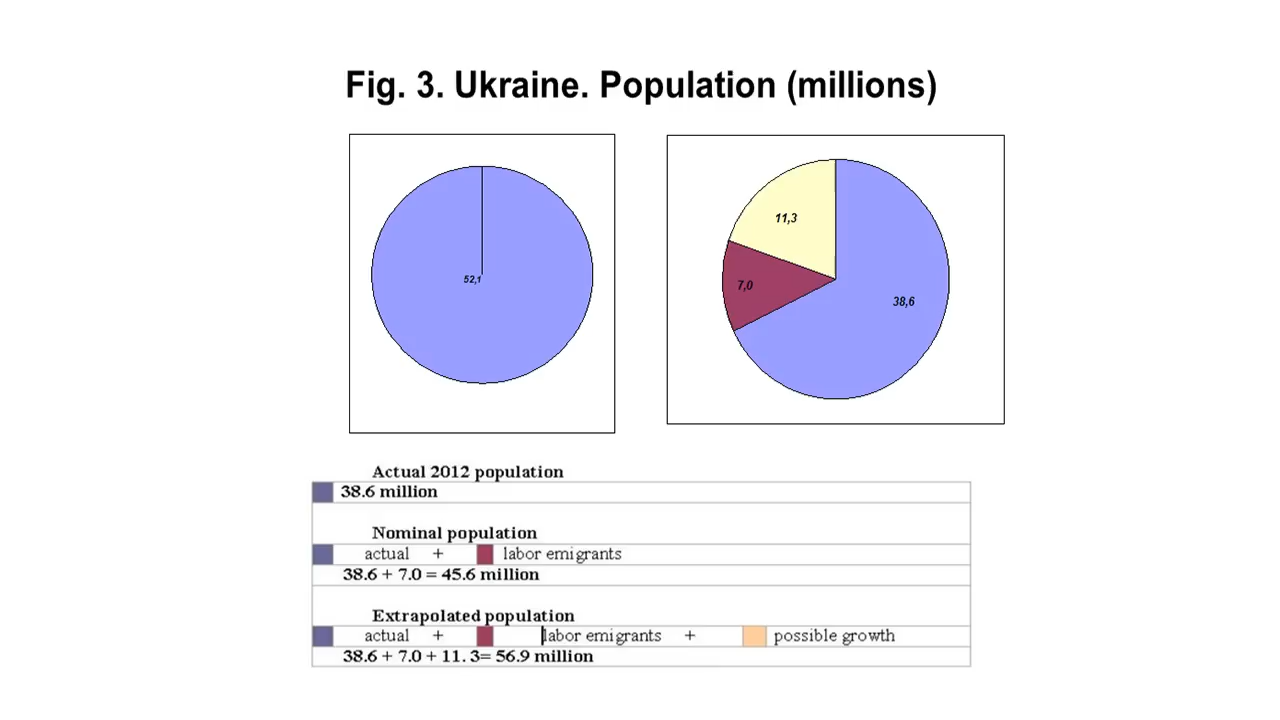 Fig. 3. Ukraine. Population (millions)
52,1
11,3
7,0
38,6
Actual 2012 population
38.6 million
Nominal population
actual + labor emigrants
38.6 + 7.0 = 45.6 million
Extrapolated population
actual + labor emigrants + possible growth
38.6 + 7.0 + 11. 3= 56.9 million